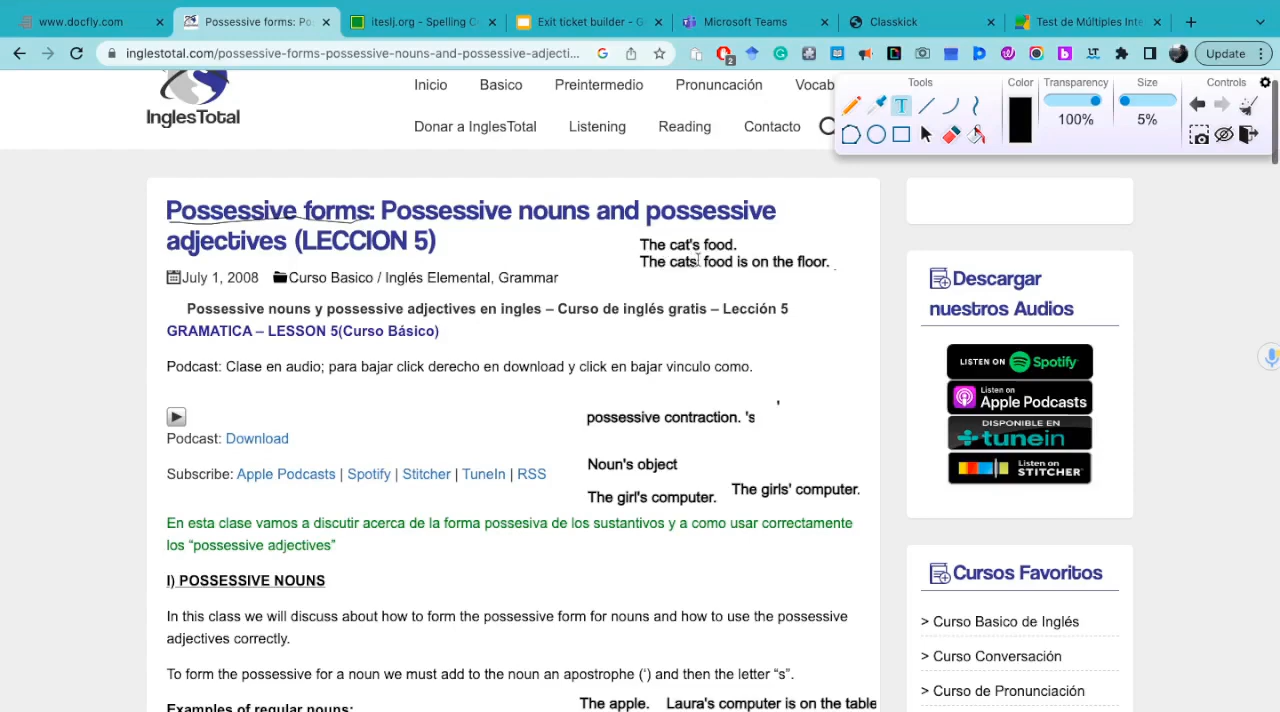 www.docfly.com
Possessive forms: Po
iteslj.org - Spelling C
Exit ticket builder - G
Microsoft Teams
Classkick
Test de Múltiples Inte
inglestotal.com/possessive-forms-possessive-nouns-and-possessive-adjecti...
2
Update
InglesTotal
Inicio Basico Preintermedio Pronunciación Vocab
Donar a InglesTotal Listening Reading Contacto
Tools Color Transparency Size Controls
100% 5%
Possessive forms: Possessive nouns and possessive
adjectives (LECCION 5)
The cat's food.
The cats' food is on the floor.
July 1, 2008 Curso Basico / Inglés Elemental, Grammar
Possessive nouns y possessive adjectives en ingles – Curso de inglés gratis – Lección 5
GRAMATICA – LESSON 5(Curso Básico)
Podcast: Clase en audio; para bajar click derecho en download y click en bajar vinculo como.
possessive contraction. 's '
Podcast: Download
Subscribe: Apple Podcasts | Spotify | Stitcher | TuneIn | RSS
Noun's object
The girl's computer. The girls' computer.
En esta clase vamos a discutir acerca de la forma possesiva de los sustantivos y a como usar correctamente
los “possessive adjectives”
I) POSSESSIVE NOUNS
In this class we will discuss about how to form the possessive form for nouns and how to use the possessive
adjectives correctly.
To form the possessive for a noun we must add to the noun an apostrophe (‘) and then the letter “s”.
Examples of regular nouns:
The apple. Laura's computer is on the table
Descargar
nuestros Audios
LISTEN ON Spotify
Listen on
Apple Podcasts
DISPONIBLE EN
tunein
Listen on
STITCHER
Cursos Favoritos
> Curso Basico de Inglés
> Curso Conversación
> Curso de Pronunciación